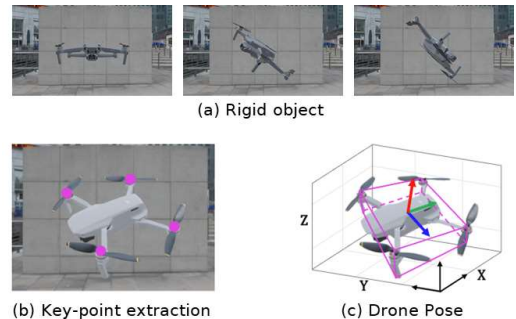 (a) Rigid object
Z
Y
X
(b) Key-point extraction
(c) Drone Pose